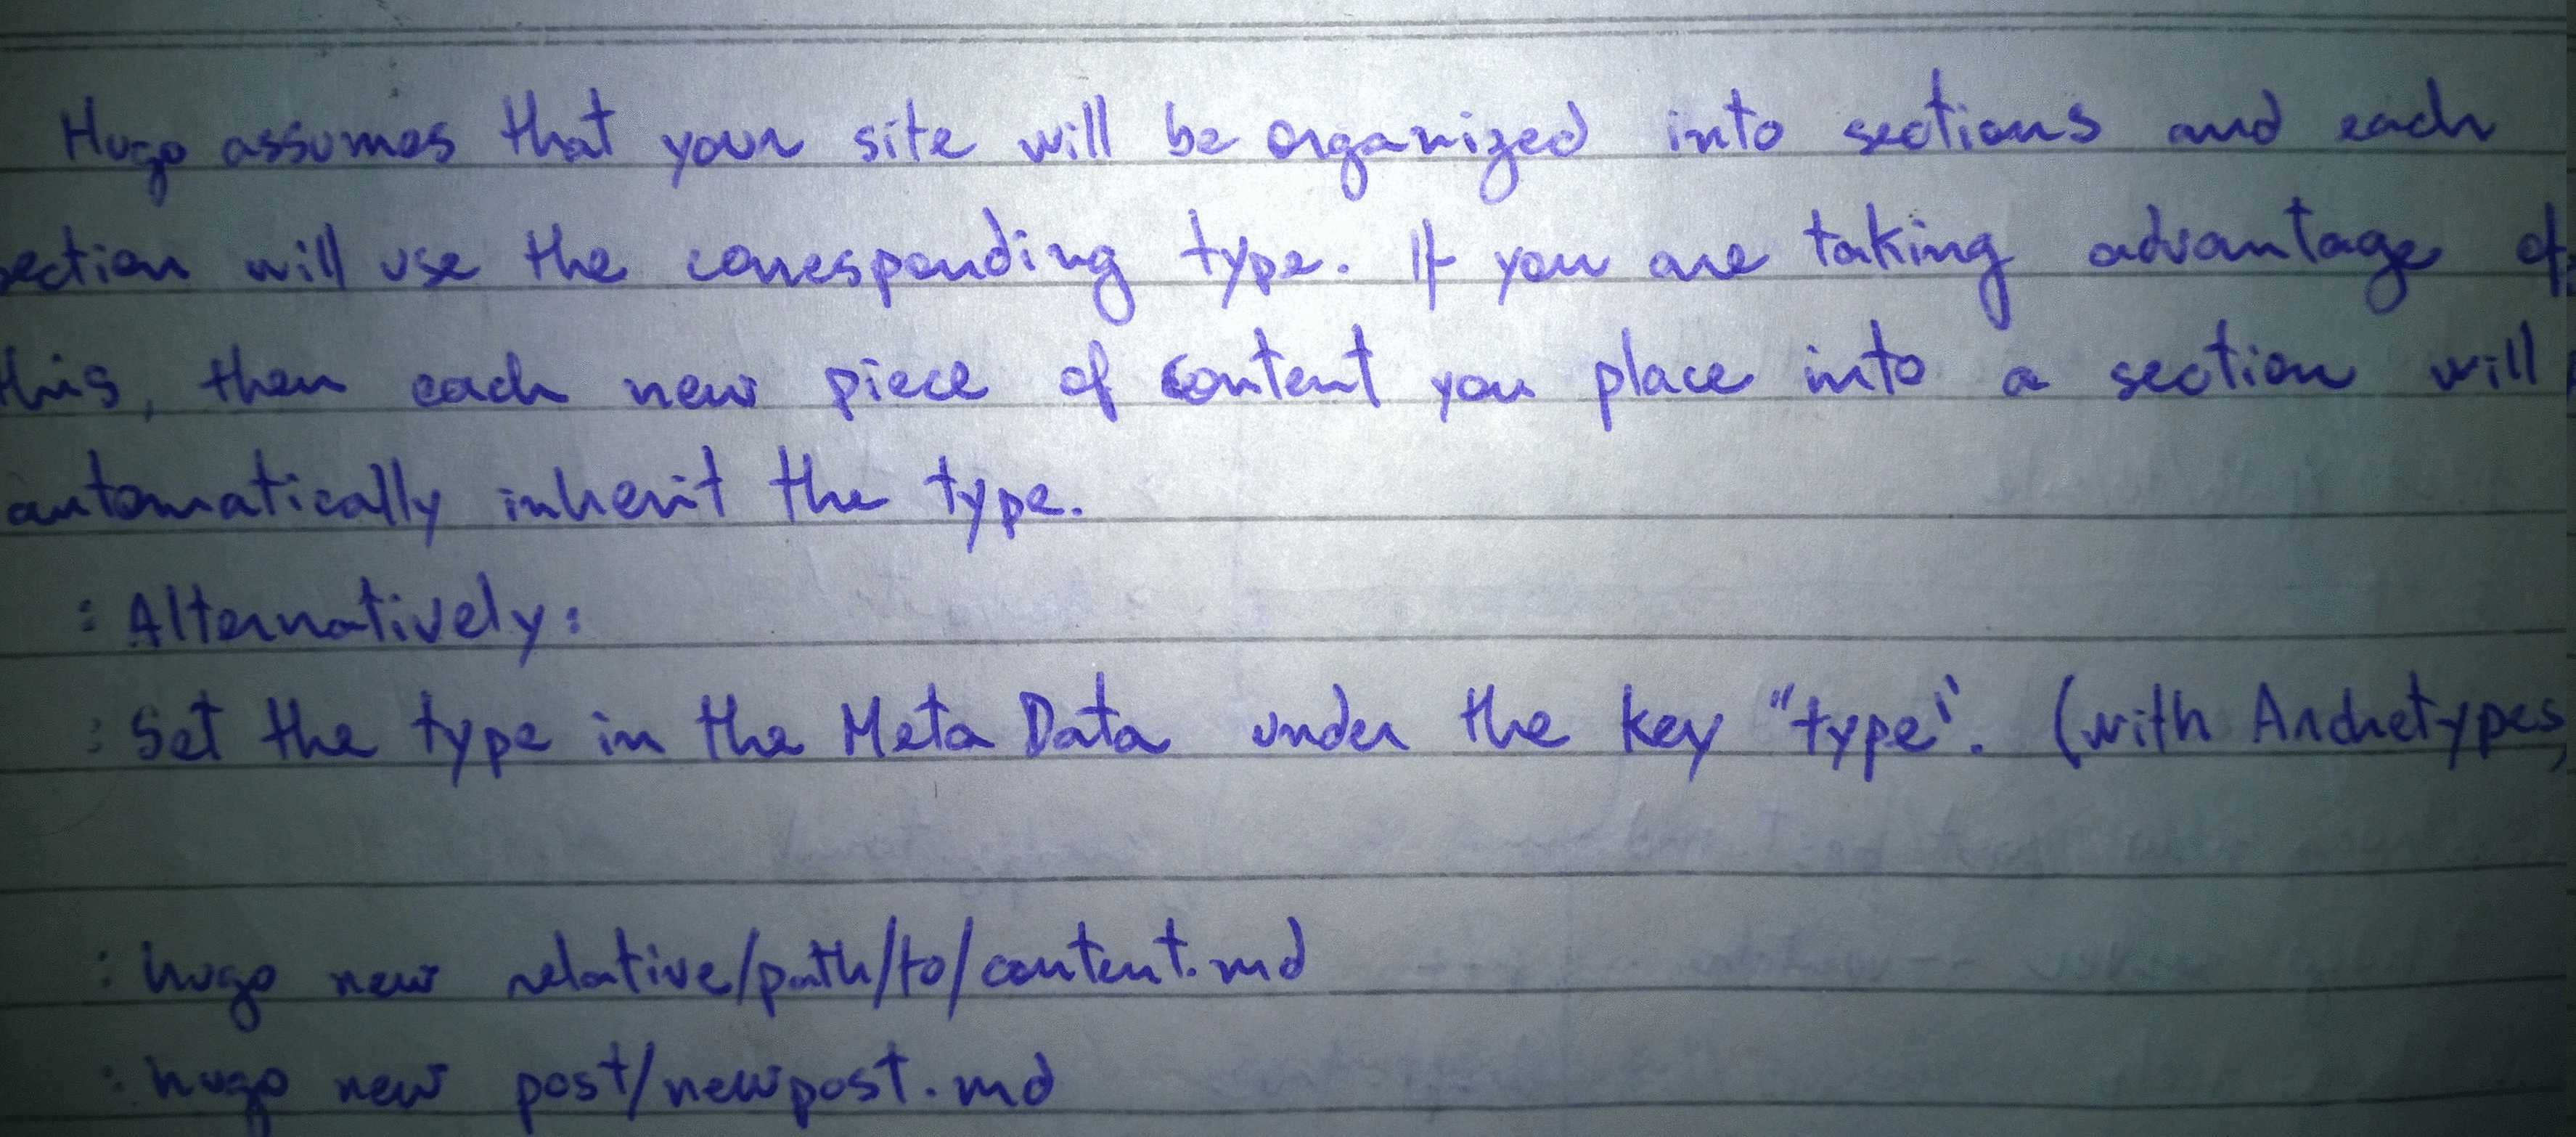 Hugo assumes that your site will be organized into sections and each
section will use the corresponding type. If you are taking advantage of
this, then each new piece of content you place into a section will
automatically inherit the type.
: Alternatively:
: Set the type in the Meta Data under the key "type". (with Archetypes,
: hugo new relative/path/to/content.md
: hugo new post/newpost.md